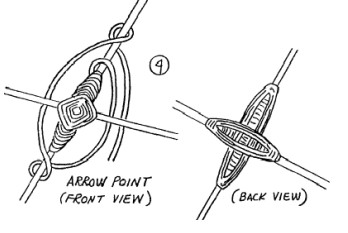 ④
ARROW POINT
(FRONT VIEW)
(BACK VIEW)